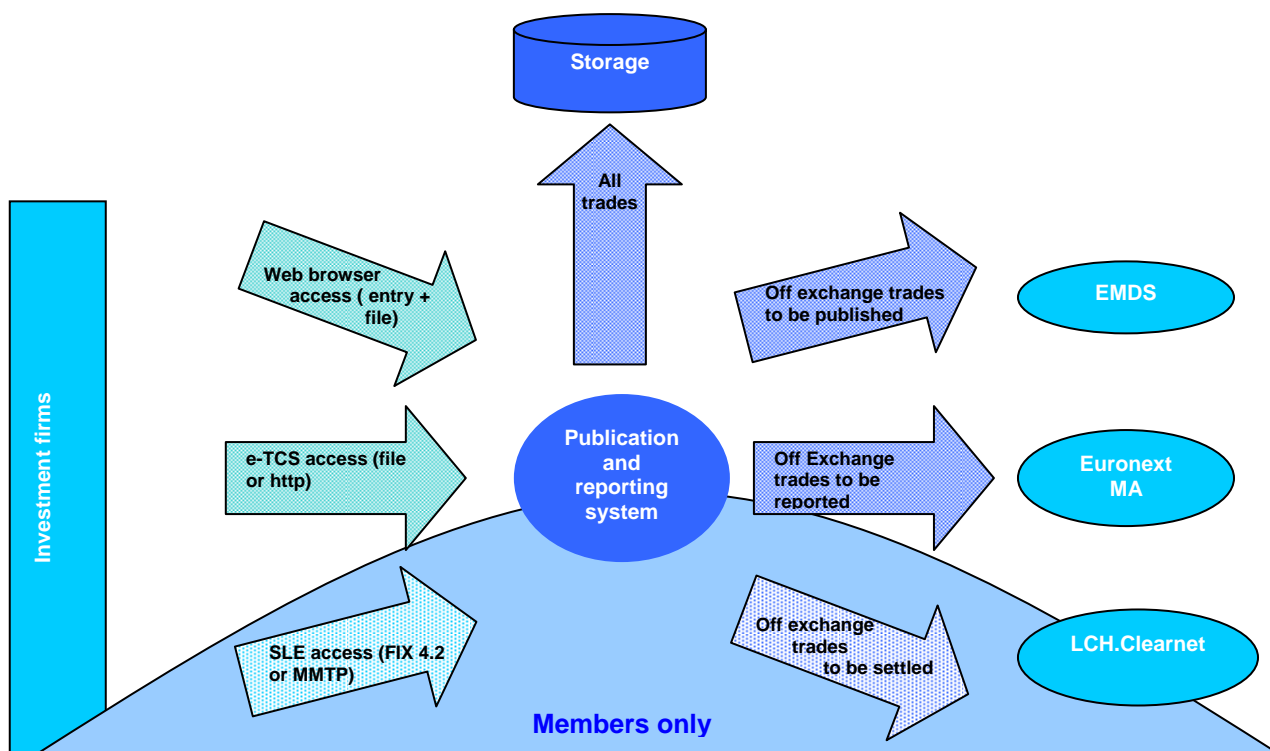 Storage
All
trades
Web browser
access ( entry +
file)
Off exchange trades
to be published
EMDS
Investment firms
e-TCS access (file
or http)
Publication
and
reporting
system
Off Exchange
trades to be
reported
Euronext
MA
SLE access (FIX 4.2
or MMTP)
Off exchange
trades
to be settled
LCH.Clearnet
Members only